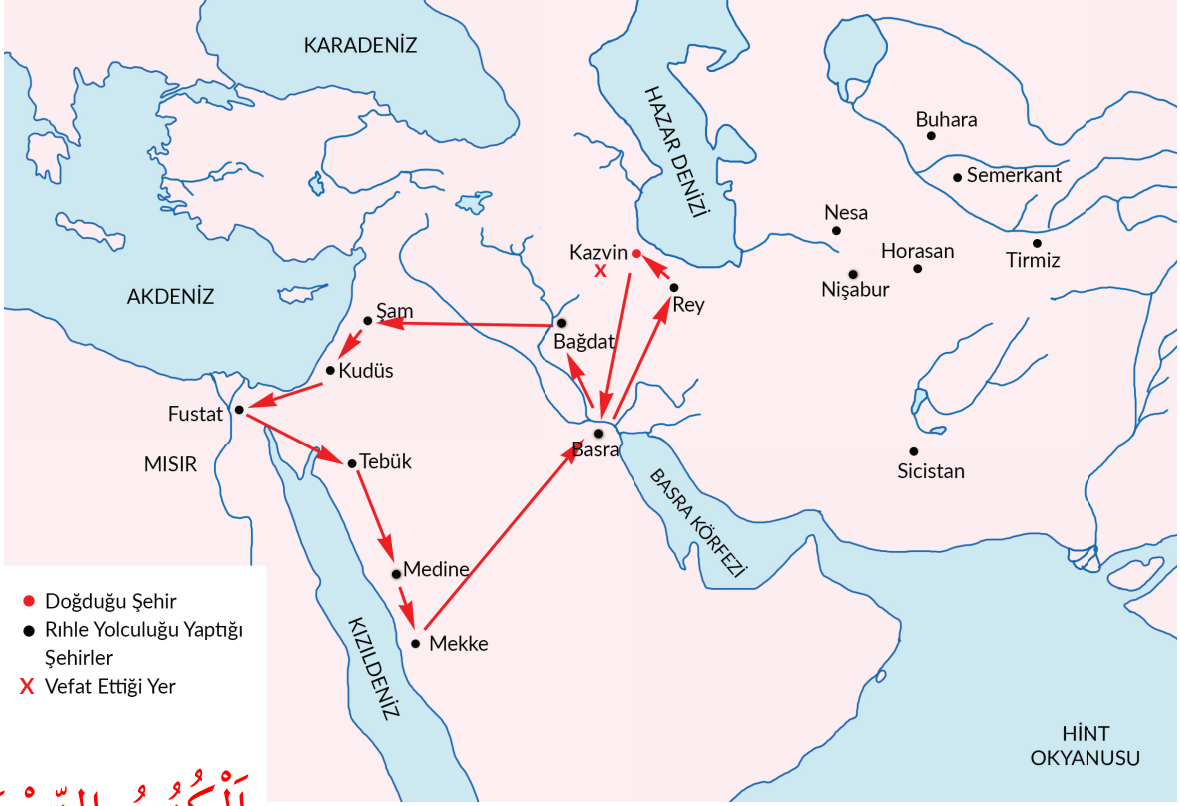 KARADENİZ
HAZAR DENİZİ
Buhara
Semerkant
Nesa
Kazvin
X
Horasan
Tirmiz
Nişabur
AKDENİZ
Rey
Şam
Bağdat
Kudüs
Fustat
Basra
MISIR
Tebük
Sicistan
BASRA KÖRFEZİ
Medine
Mekke
KIZILDENİZ
Doğduğu Şehir
Rıhle Yolculuğu Yaptığı
Şehirler
X Vefat Ettiği Yer
HİNT
OKYANUSU